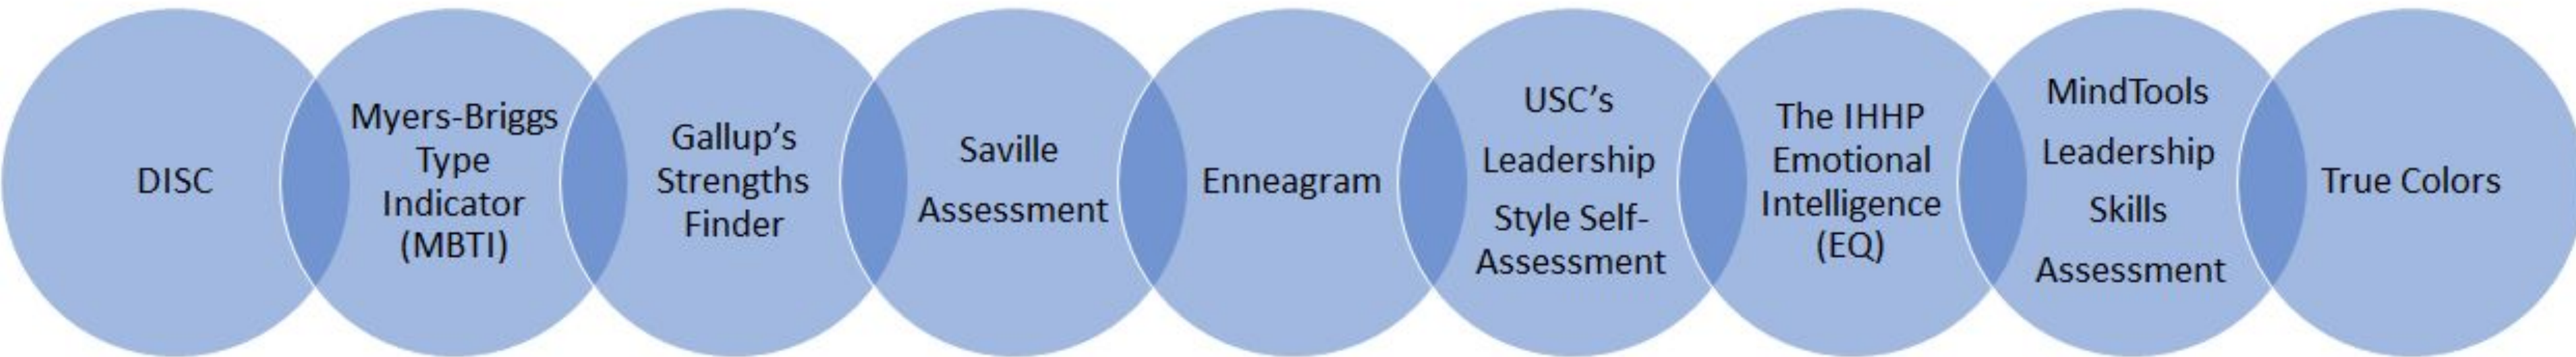 DISC
Myers-Briggs
Type
Indicator
(MBTI)
Gallup’s
Strengths
Finder
Saville
Assessment
Enneagram
USC’s
Leadership
Style Self-
Assessment
The IHHP
Emotional
Intelligence
(EQ)
MindTools
Leadership
Skills
Assessment
True Colors